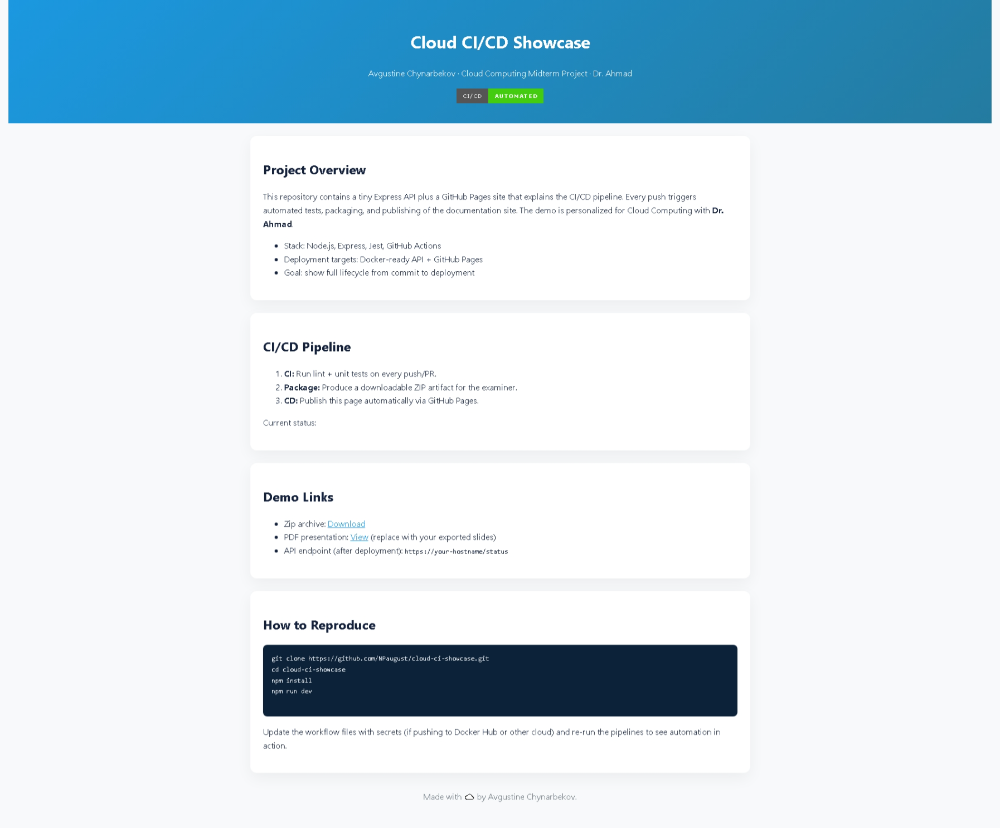 Cloud CI/CD Showcase
Avgustine Chynarbekov · Cloud Computing Midterm Project · Dr. Ahmad
CI/CD AUTOMATED
Project Overview
This repository contains a tiny Express API plus a GitHub Pages site that explains the CI/CD pipeline. Every push triggers
automated tests, packaging, and publishing of the documentation site. The demo is personalized for Cloud Computing with Dr.
Ahmad.
• Stack: Node.js, Express, Jest, GitHub Actions
• Deployment targets: Docker-ready API + GitHub Pages
• Goal: show full lifecycle from commit to deployment
CI/CD Pipeline
1. CI: Run lint + unit tests on every push/PR.
2. Package: Produce a downloadable ZIP artifact for the examiner.
3. CD: Publish this page automatically via GitHub Pages.
Current status:
Demo Links
• Zip archive: Download
• PDF presentation: View (replace with your exported slides)
• API endpoint (after deployment): https://your-hostname/status
How to Reproduce
git clone https://github.com/NPaugust/cloud-ci-showcase.git
cd cloud-ci-showcase
npm install
npm run dev
Update the workflow files with secrets (if pushing to Docker Hub or other cloud) and re-run the pipelines to see automation in
action.
Made with ☁ by Avgustine Chynarbekov.